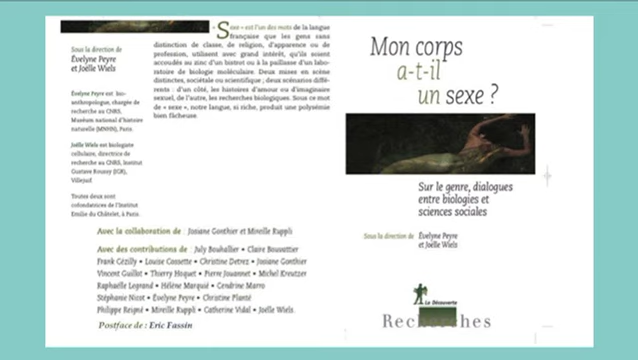 « Sexe » est l'un des mots de la langue
française que les gens sans
distinction de classe, de religion, d'apparence ou de
profession, utilisent avec grand intérêt, qu'ils soient
accoudés au zinc d'un bistrot ou à la paillasse d'un labo-
ratoire de biologie moléculaire. Deux mises en scène
distinctes, sociétale ou scientifique ; deux scénarios diffé-
rents : d'un côté, les histoires d'amour ou d'imaginaire
sexuel, de l'autre, les recherches biologiques. Sous ce mot
de « sexe », notre langue, si riche, produit une polysémie
bien fâcheuse.
Sous la direction de
Évelyne Peyre
et Joëlle Wiels
Évelyne Peyre est bio-
anthropologue, chargée de
recherche au CNRS,
Muséum national d'histoire
naturelle (MNHN), Paris.
Joëlle Wiels est biologiste
cellulaire, directrice de
recherche au CNRS, Institut
Gustave Roussy (IGR),
Villejuif.
Toutes deux sont
cofondatrices de l'Institut
Emilie du Châtelet, à Paris.
Avec la collaboration de : Josiane Gonthier et Mireille Ruppli
Avec des contributions de : July Bouhallier • Claire Bouvattier
Frank Cézilly • Louise Cossette • Christine Detrez • Josiane Gonthier
Vincent Guillot • Thierry Hoquet • Pierre Jouannet • Michel Kreutzer
Raphaëlle Legrand • Hélène Marquié • Cendrine Marro
Stéphanie Nicot • Évelyne Peyre • Christine Planté
Philippe Reigné • Mireille Ruppli • Catherine Vidal • Joëlle Wiels
Postface de : Eric Fassin
Mon corps
a-t-il
un sexe ?
Sur le genre, dialogues
entre biologies et
sciences sociales
Sous la direction de Évelyne Peyre
et Joëlle Wiels
La Découverte
Recherches